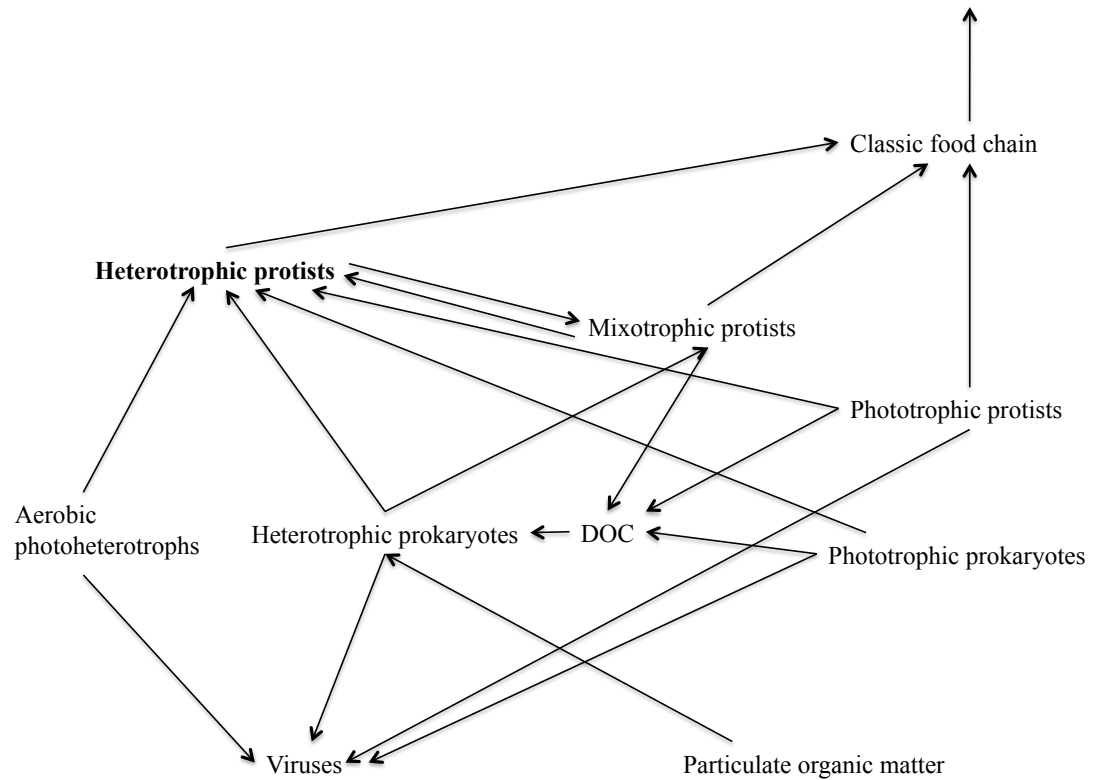 Classic food chain
Heterotrophic protists
Mixotrophic protists
Phototrophic protists
Aerobic
photoheterotrophs
Heterotrophic prokaryotes
DOC
Phototrophic prokaryotes
Viruses
Particulate organic matter